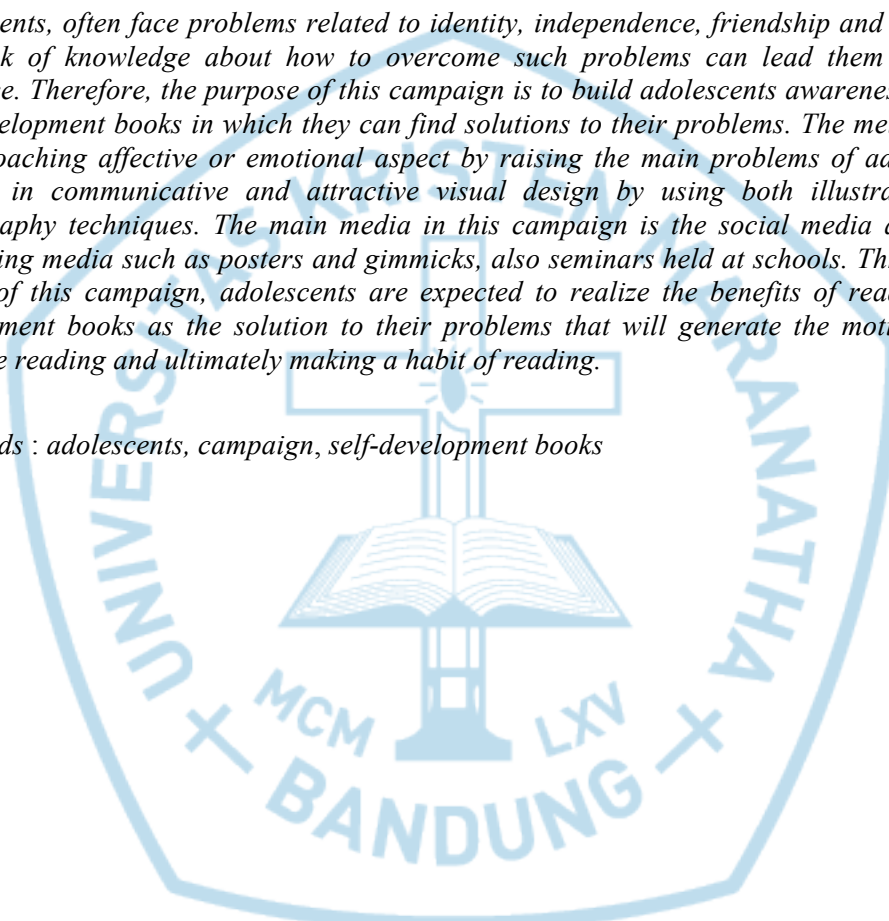 ents, often face problems related to identity, independence, friendship and
k of knowledge about how to overcome such problems can lead them
e. Therefore, the purpose of this campaign is to build adolescents awarenes
elopment books in which they can find solutions to their problems. The me
oaching affective or emotional aspect by raising the main problems of ad
in communicative and attractive visual design by using both illustra
aphy techniques. The main media in this campaign is the social media
ing media such as posters and gimmicks, also seminars held at schools. Th
of this campaign, adolescents are expected to realize the benefits of rea
ment books as the solution to their problems that will generate the mot
e reading and ultimately making a habit of reading.
ds : adolescents, campaign, self-development books
UNIVERSITAS KRISTEN MARANATHA
MCM LXV
BANDUNG